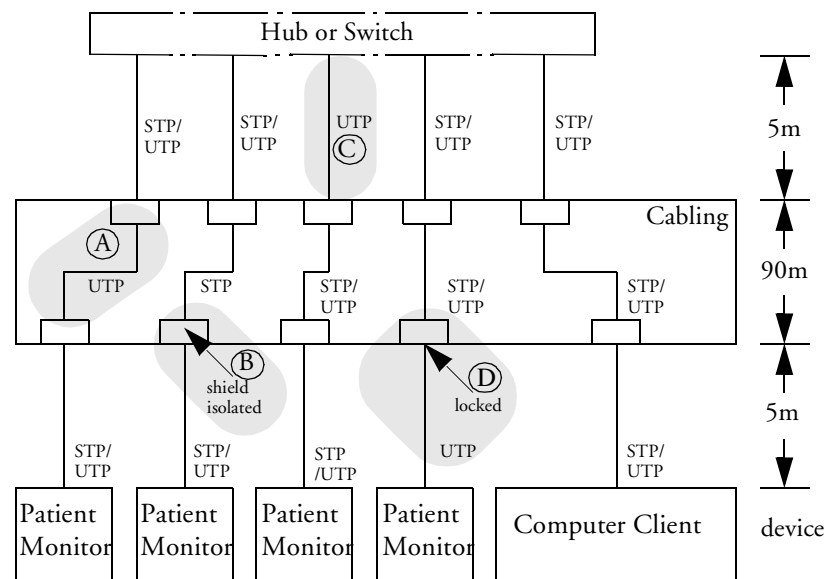 Hub or Switch
STP/
UTP
STP/
UTP
UTP
C
STP/
UTP
STP/
UTP
5m
Cabling
A
UTP
STP
STP/
UTP
STP/
UTP
STP/
UTP
90m
B
shield
isolated
D
locked
5m
STP/
UTP
STP/
UTP
STP
/UTP
UTP
STP/
UTP
Patient
Monitor
Patient
Monitor
Patient
Monitor
Patient
Monitor
Computer Client
device